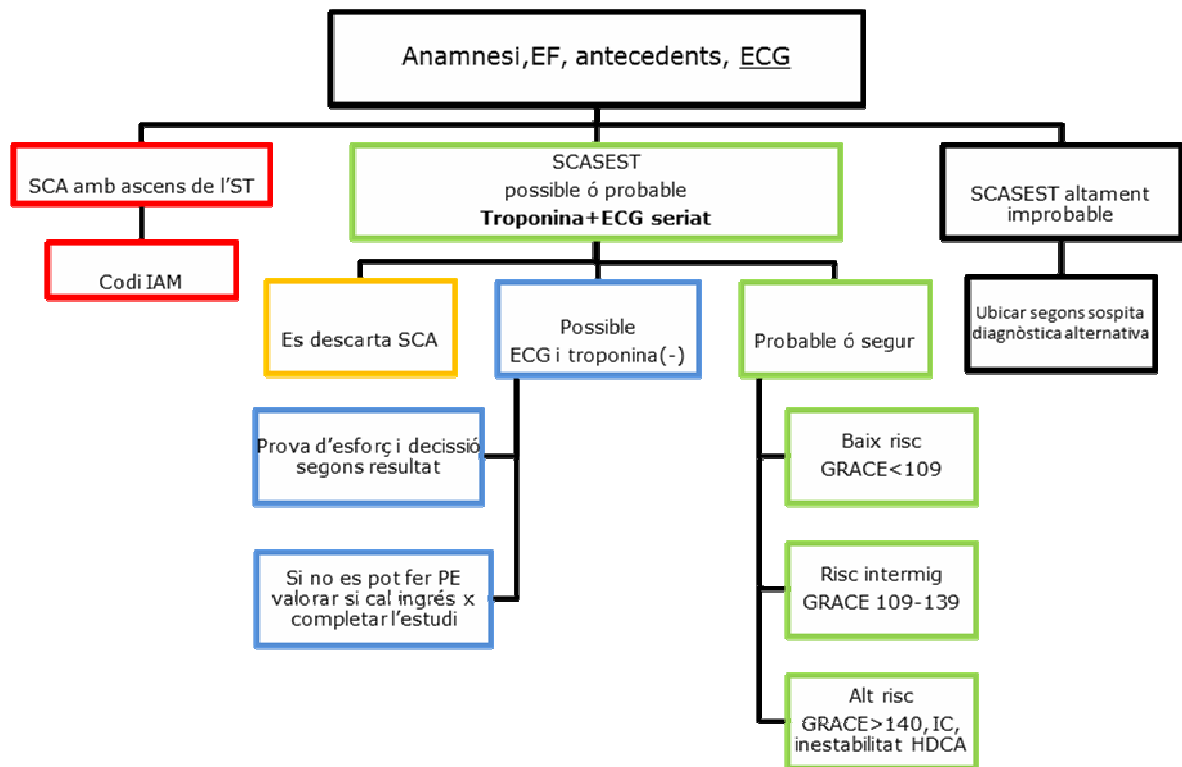 Anamnesi,EF, antecedents, ECG
SCA amb ascens de l'ST
SCASEST
possible ó probable
Troponina+ECG seriat
SCASEST altament
improbable
Codi IAM
Es descarta SCA
Possible
ECG i troponina(-)
Probable ó segur
Ubicar segons sospita
diagnòstica alternativa
Prova d'esforç i decissió
segons resultat
Baix risc
GRACE<109
Si no es pot fer PE
valorar si cal ingrés x
completar l'estudi
Risc intermig
GRACE 109-139
Alt risc
GRACE>140, IC,
inestabilitat HDCA